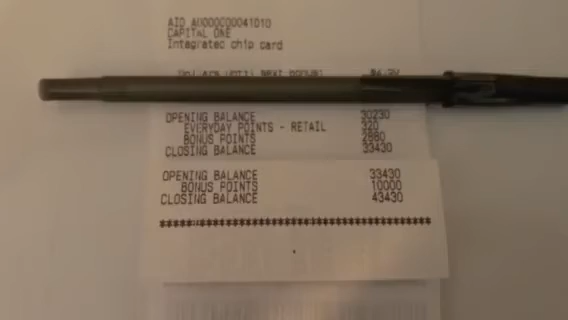 AID A0000000041010
CAPITAL ONE
Integrated chip card
OPENING BALANCE 30230
EVERYDAY POINTS - RETAIL 320
BONUS POINTS 2880
CLOSING BALANCE 33430
OPENING BALANCE 33430
BONUS POINTS 10000
CLOSING BALANCE 43430
********************************************